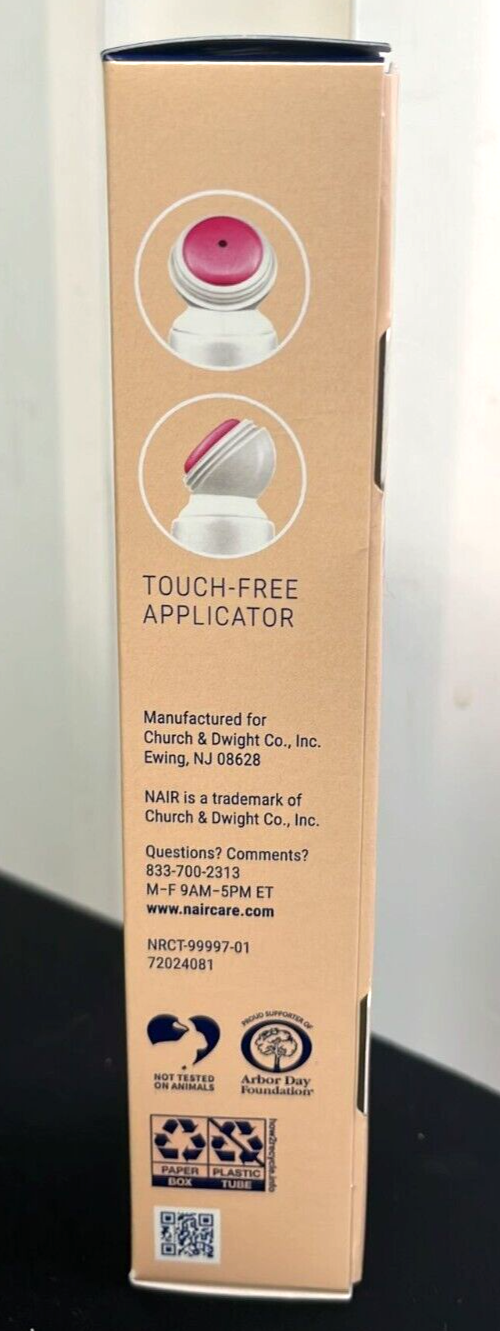 TOUCH-FREE
APPLICATOR
Manufactured for
Church & Dwight Co., Inc.
Ewing, NJ 08628
NAIR is a trademark of
Church & Dwight Co., Inc.
Questions? Comments?
833-700-2313
M-F 9AM-5PM ET
www.naircare.com
NRCT-99997-01
72024081
NOT TESTED
ON ANIMALS
PROUD SUPPORTER OF
Arbor Day
Foundation®
PAPER
BOX
PLASTIC
TUBE
how2recycle.info